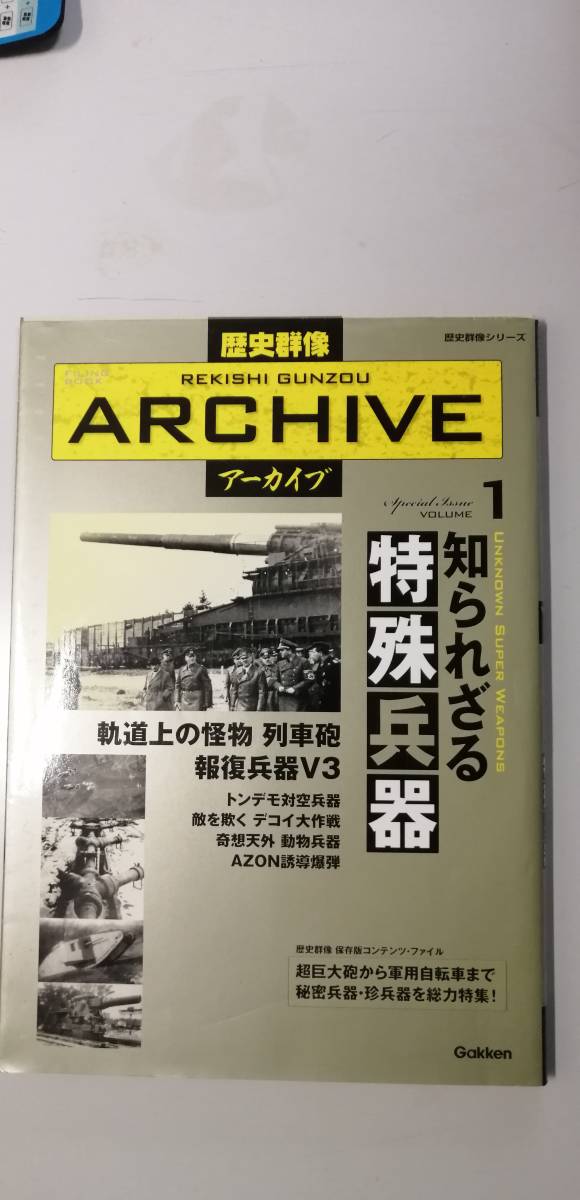 歴史群像
歴史群像シリーズ
FILING
BOOK
REKISHI GUNZOU
ARCHIVE
アーカイブ
Special Issue
VOLUME
1
UNKNOWN SUPER WEAPONS
知られざる
特殊兵器
軌道上の怪物 列車砲
報復兵器V3
トンデモ対空兵器
敵を欺く デコイ大作戦
奇想天外 動物兵器
AZON誘導爆弾
歴史群像 保存版コンテンツ・ファイル
超巨大砲から軍用自転車まで
秘密兵器・珍兵器を総力特集!
Gakken